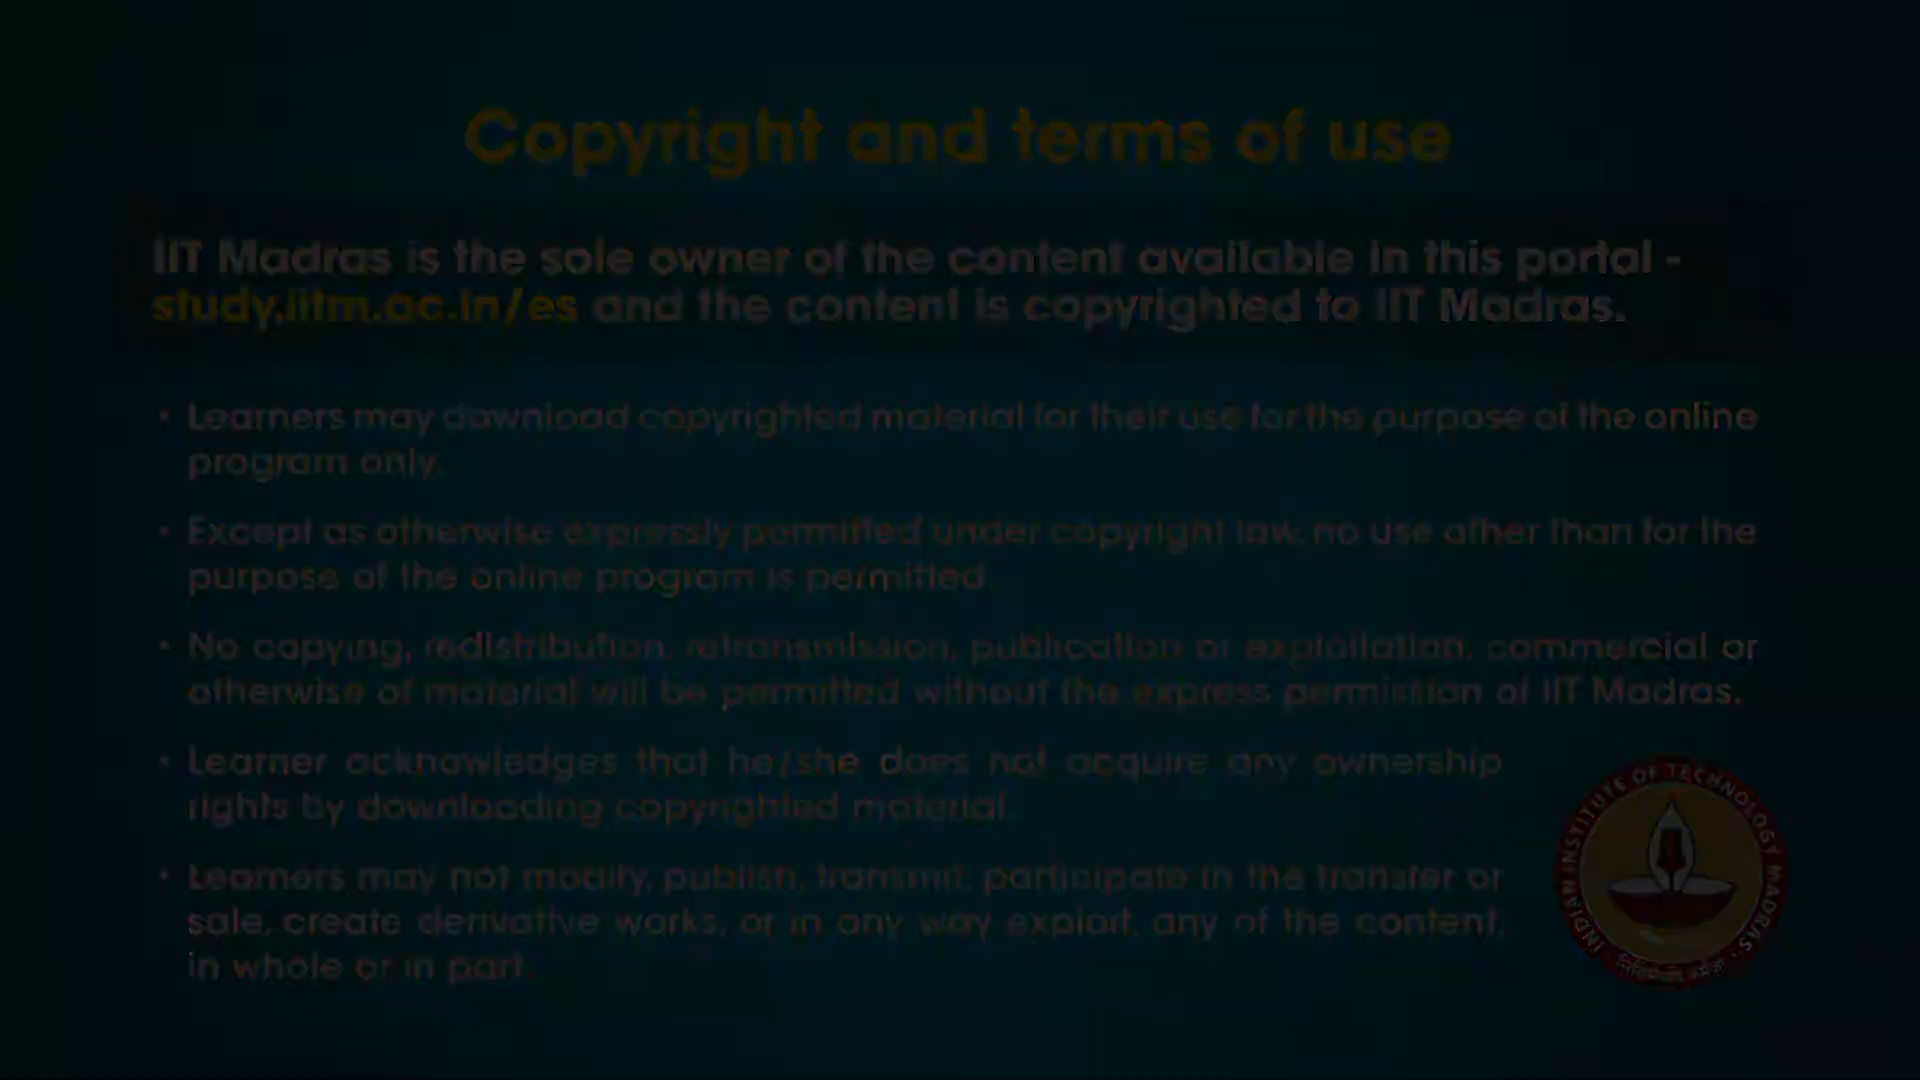 Copyright and terms of use
IIT Madras is the sole owner of the content available in this portal -
study.iitm.ac.in/es and the content is copyrighted to IIT Madras.
• Learners may download copyrighted material for their use for the purpose of the online
program only.
• Except as otherwise expressly permitted under copyright law, no use other than for the
purpose of the online program is permitted.
• No copying, redistribution, retransmission, publication or exploitation, commercial or
otherwise of material will be permitted without the express permission of IIT Madras.
• Learner acknowledges that he/she does not acquire any ownership
rights by downloading copyrighted material.
• Learners may not modify, publish, transmit, participate in the transfer or
sale, create derivative works, or in any way exploit, any of the content,
in whole or in part.
INDIAN INSTITUTE OF TECHNOLOGY MADRAS